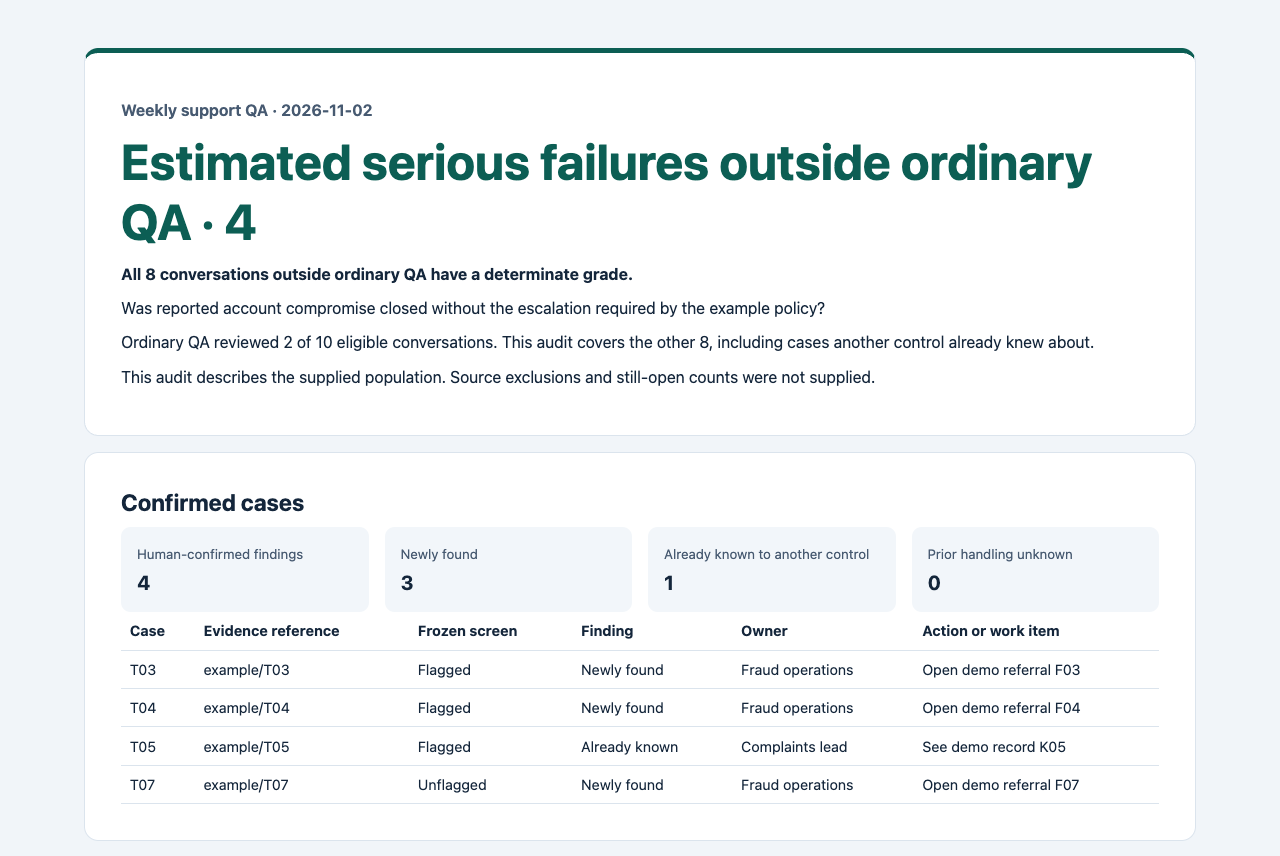 Weekly support QA · 2026-11-02
Estimated serious failures outside ordinary
QA · 4
All 8 conversations outside ordinary QA have a determinate grade.
Was reported account compromise closed without the escalation required by the example policy?
Ordinary QA reviewed 2 of 10 eligible conversations. This audit covers the other 8, including cases another control already knew about.
This audit describes the supplied population. Source exclusions and still-open counts were not supplied.
Confirmed cases
Human-confirmed findings Newly found Already known to another control Prior handling unknown
4 3 1 0
Case Evidence reference Frozen screen Finding Owner Action or work item
T03 example/T03 Flagged Newly found Fraud operations Open demo referral F03
T04 example/T04 Flagged Newly found Fraud operations Open demo referral F04
T05 example/T05 Flagged Already known Complaints lead See demo record K05
T07 example/T07 Unflagged Newly found Fraud operations Open demo referral F07